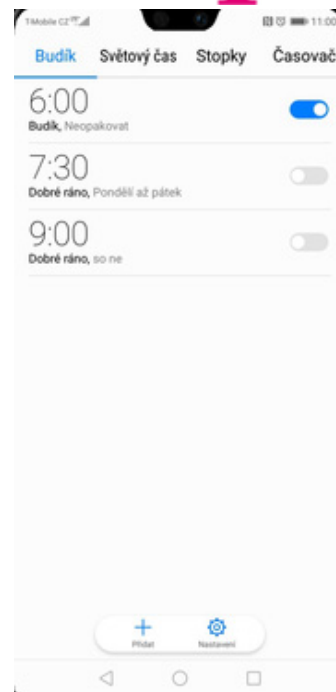 TMobile CZ 11:00
Budík Světový čas Stopky Časovač
6:00
Budík, Neopakovat
7:30
Dobré ráno, Pondělí až pátek
9:00
Dobré ráno, so ne
Přidat Nastavení